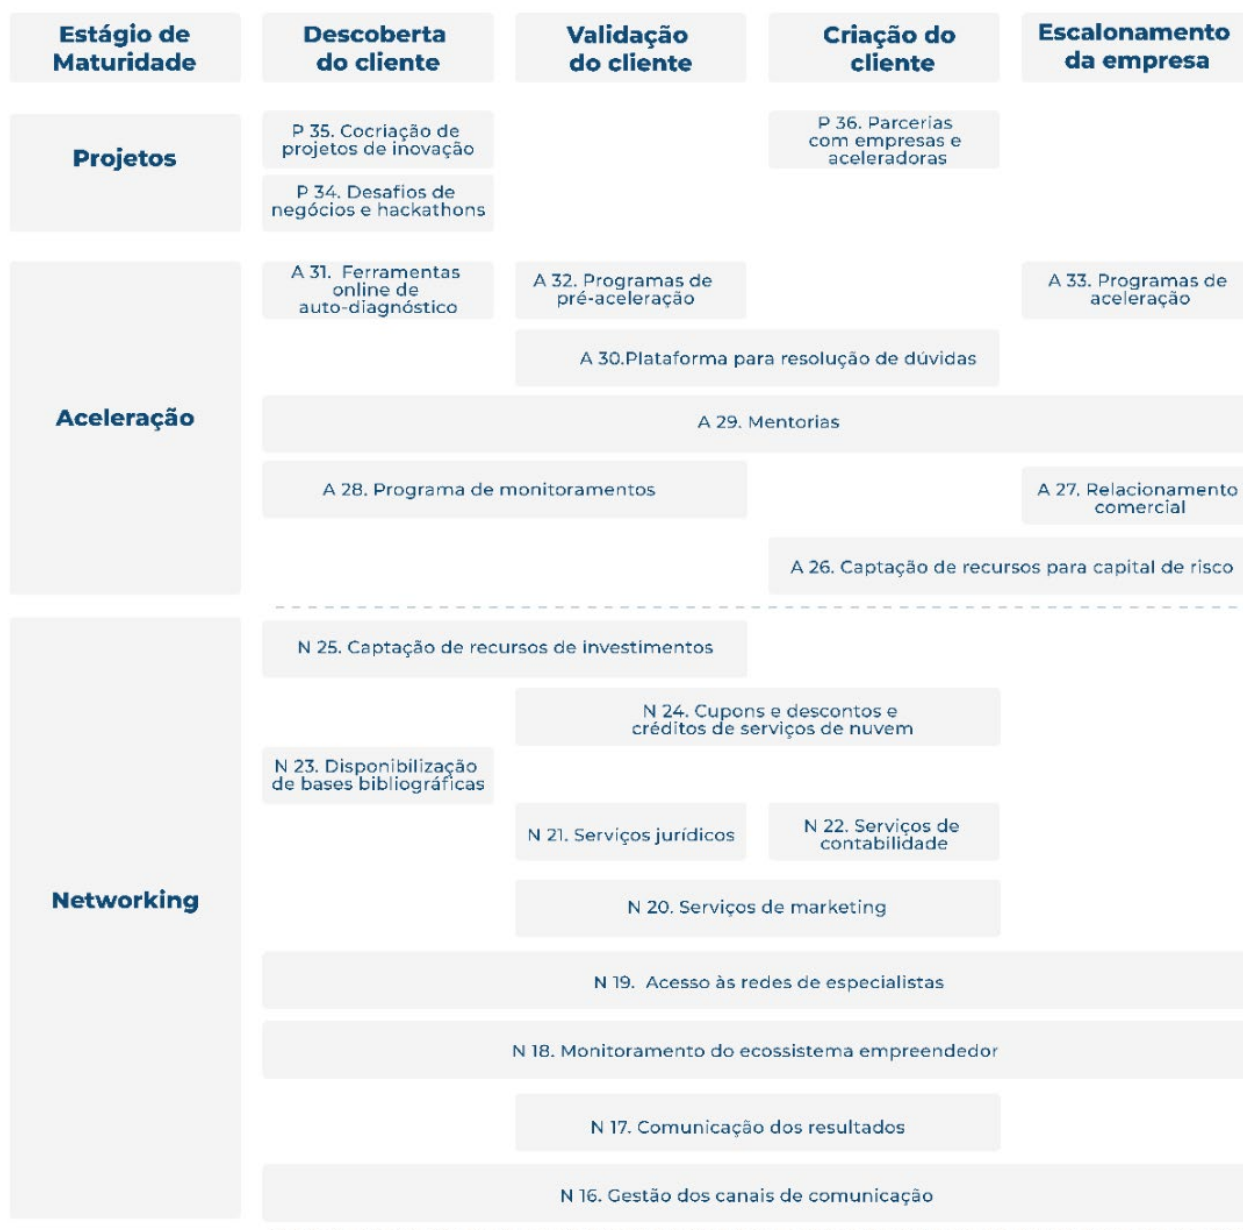 Estágio de
Maturidade
Descoberta
do cliente
Validação
do cliente
Criação do
cliente
Escalonamento
da empresa
Projetos
P 35. Cocriação de
projetos de inovação
P 36. Parcerias
com empresas e
aceleradoras
P 34. Desafios de
negócios e hackathons
Aceleração
A 31. Ferramentas
online de
auto-diagnóstico
A 32. Programas de
pré-aceleração
A 33. Programas de
aceleração
A 30.Plataforma para resolução de dúvidas
A 29. Mentorias
A 28. Programa de monitoramentos
A 27. Relacionamento
comercial
A 26. Captação de recursos para capital de risco
Networking
N 25. Captação de recursos de investimentos
N 24. Cupons e descontos e
créditos de serviços de nuvem
N 23. Disponibilização
de bases bibliográficas
N 21. Serviços jurídicos
N 22. Serviços de
contabilidade
N 20. Serviços de marketing
N 19. Acesso às redes de especialistas
N 18. Monitoramento do ecossistema empreendedor
N 17. Comunicação dos resultados
N 16. Gestão dos canais de comunicação